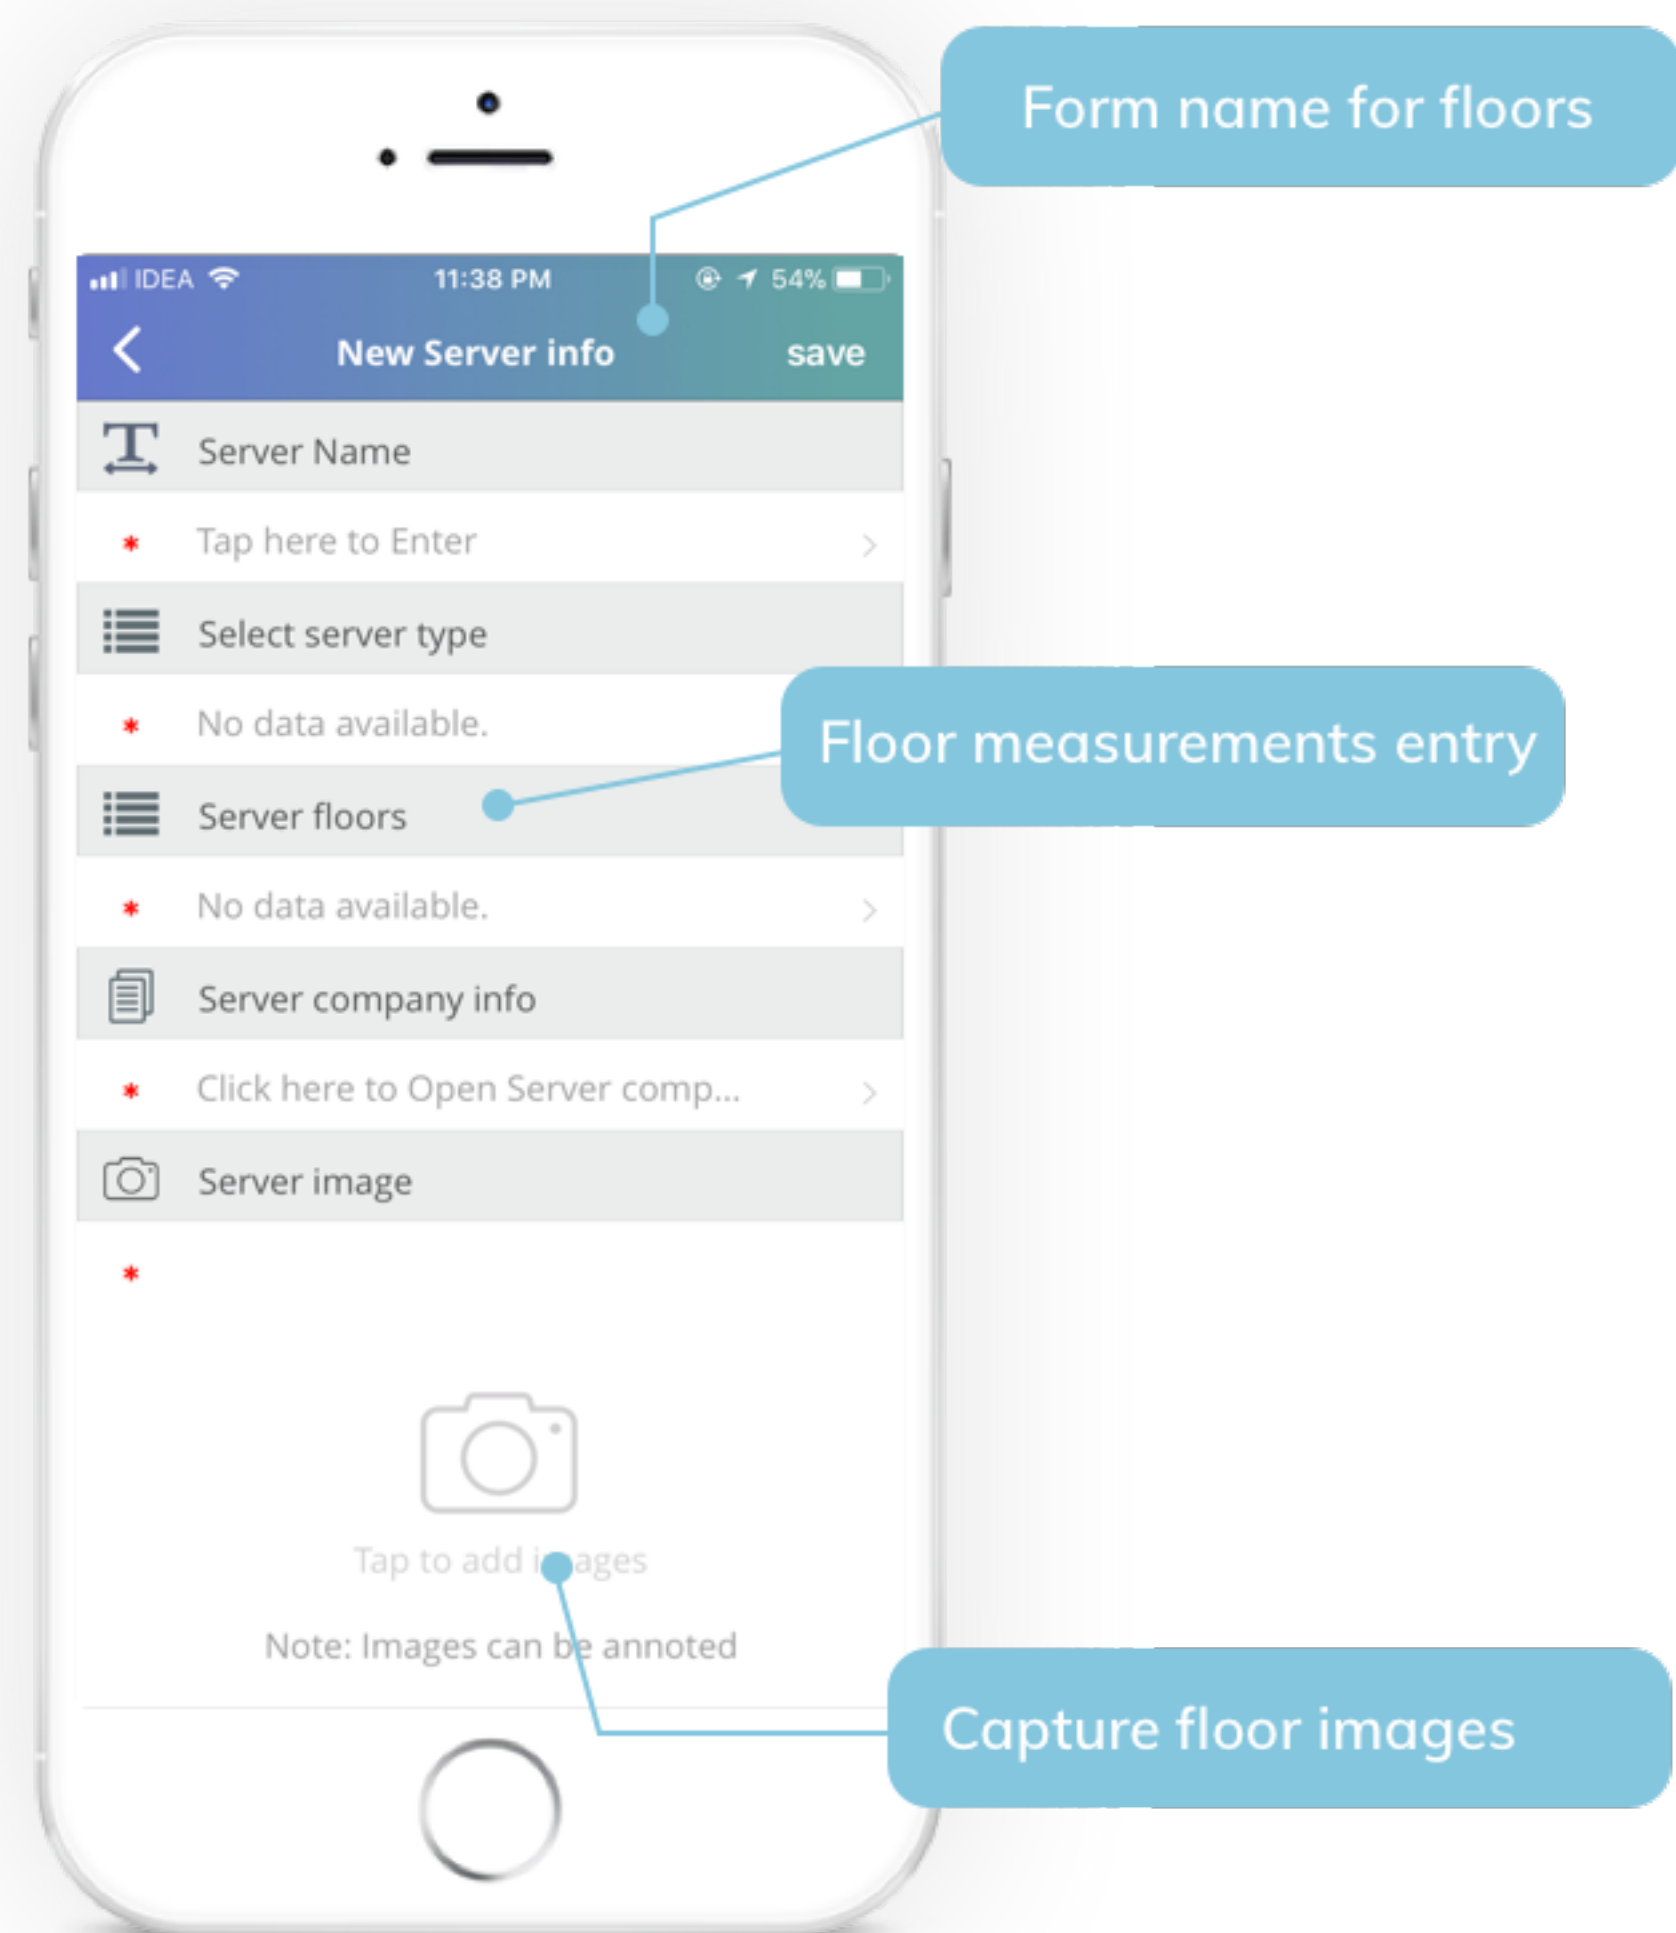 Form name for floors
IDEA 11:38 PM 54%
New Server info save
Server Name
* Tap here to Enter
Select server type
* No data available.
Floor measurements entry
Server floors
* No data available.
Server company info
* Click here to Open Server comp...
Server image
*
Tap to add images
Note: Images can be annoted
Capture floor images